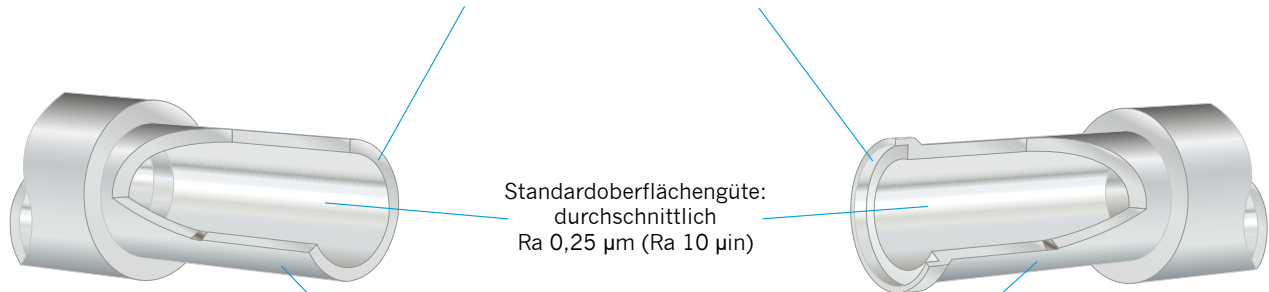 Standardoberflächengüte:
durchschnittlich
Ra 0,25 µm (Ra 10 µin)